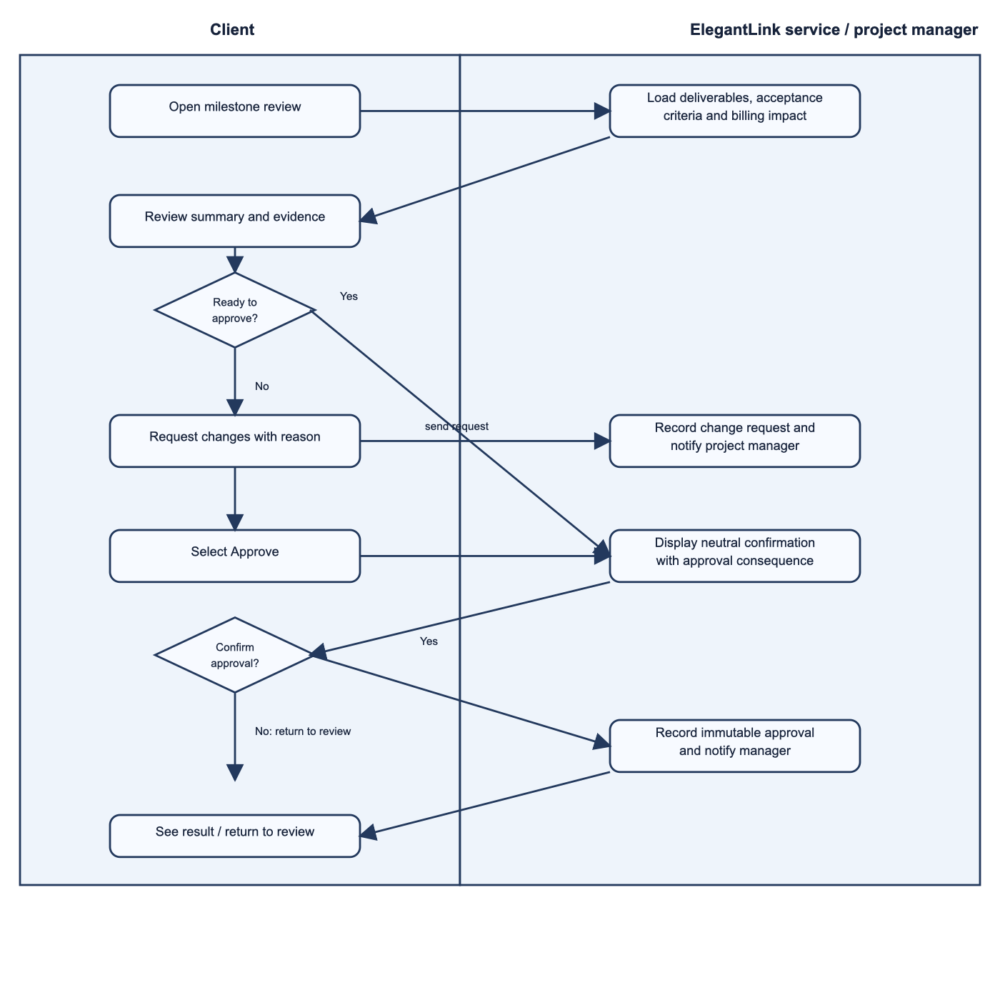 Client
ElegantLink service / project manager
Open milestone review
Load deliverables, acceptance
criteria and billing impact
Review summary and evidence
Ready to
approve?
Yes
No
Request changes with reason
send request
Record change request and
notify project manager
Select Approve
Display neutral confirmation
with approval consequence
Confirm
approval?
Yes
No: return to review
Record immutable approval
and notify manager
See result / return to review